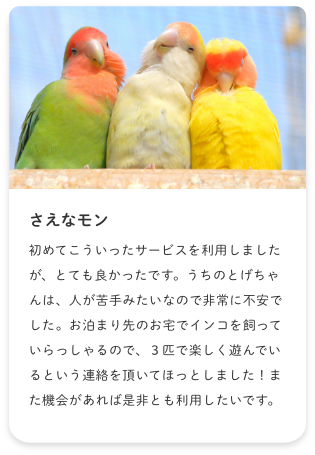 さえなモン
初めてこういったサービスを利用しました
が、とても良かったです。うちのとげちゃ
んは、人が苦手みたいなので非常に不安で
した。お泊まり先のお宅でインコを飼って
いらっしゃるので、３匹で楽しく遊んでい
るという連絡を頂いてほっとしました！ま
た機会があれば是非とも利用したいです。